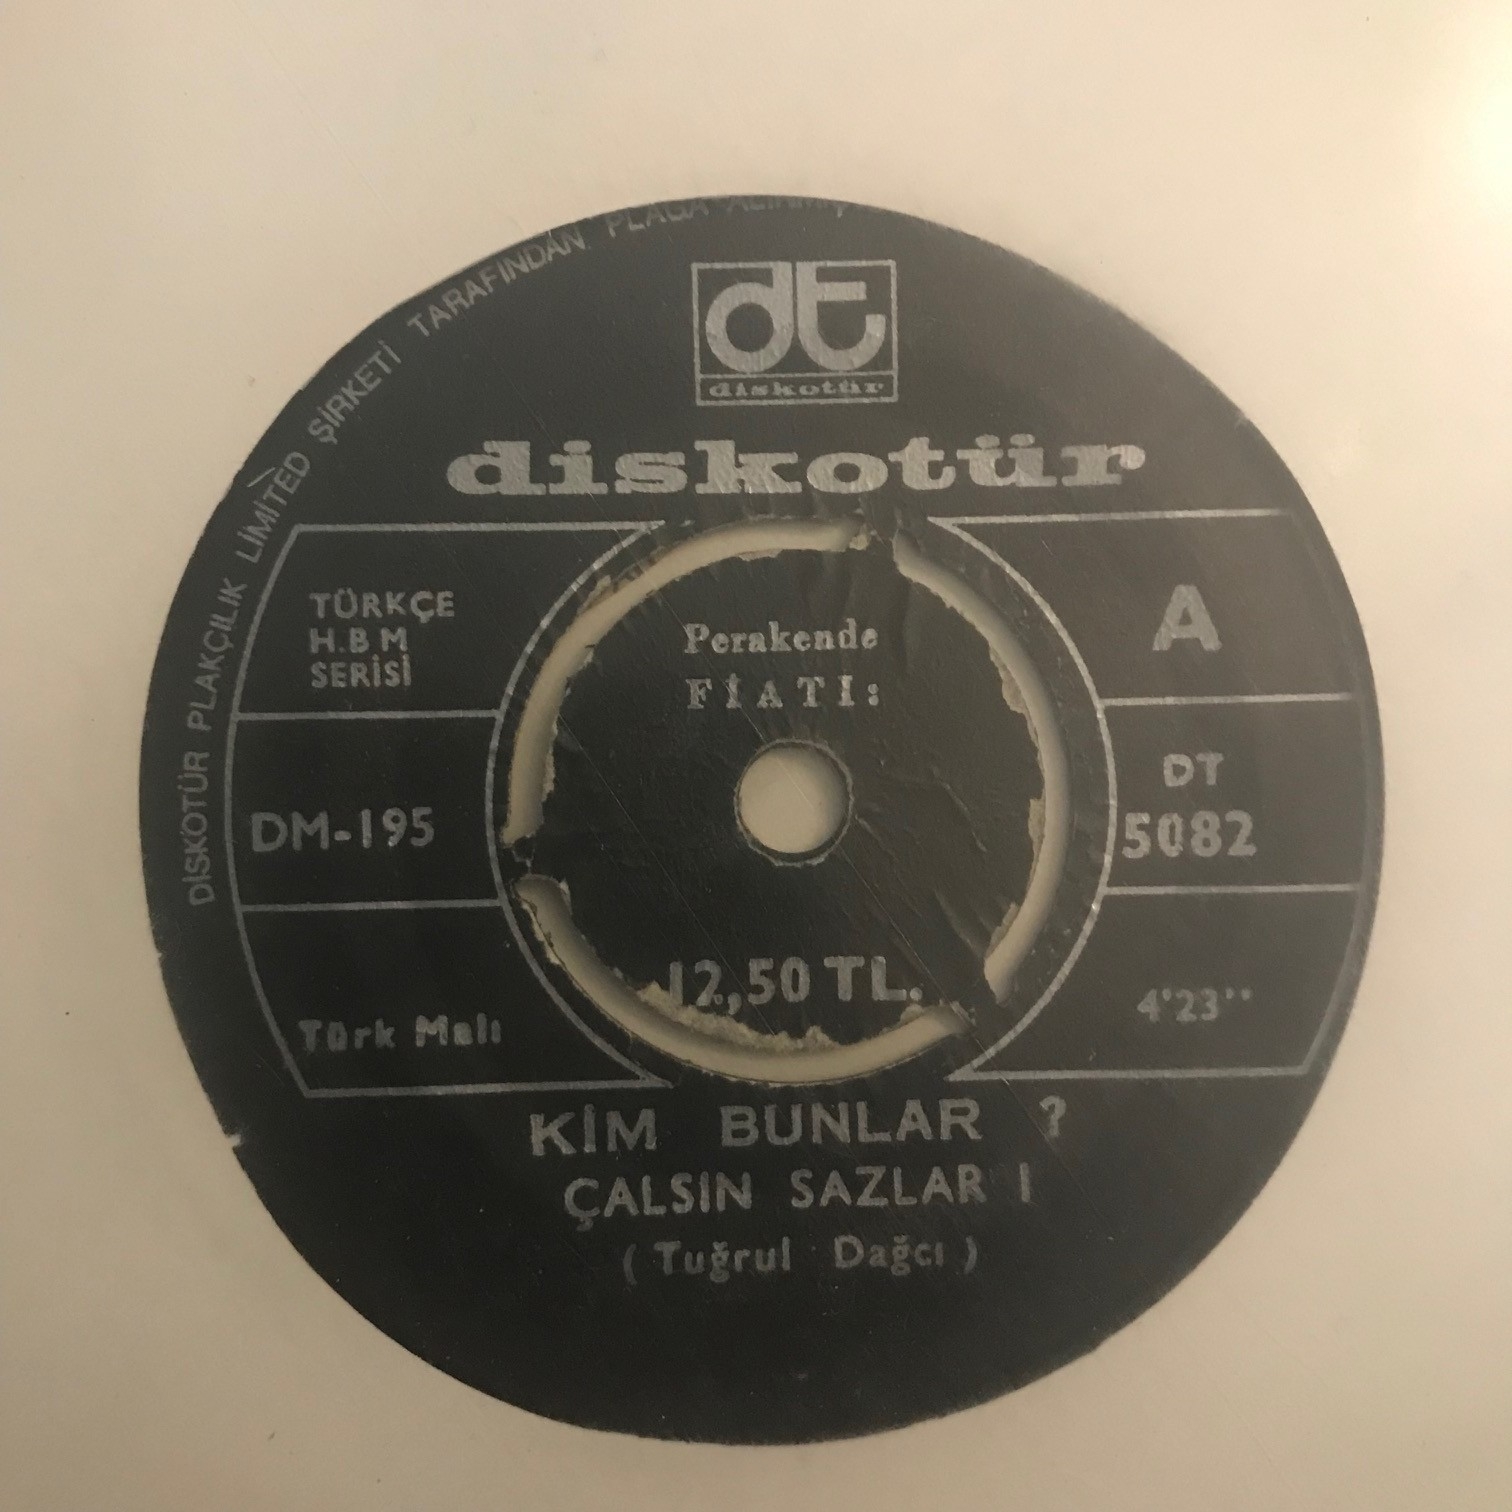 DİSKOTÜR PLAKÇILIK LİMİTED ŞİRKETİ TARAFINDAN PLAĞA ALINMIŞ
dt
diskotür
diskotür
TÜRKÇE
H.B M
SERİSİ
Perakende
FİATI:
A
DM-195
DT
5082
12,50 TL.
Türk Malı
4'23''
KİM BUNLAR ?
ÇALSIN SAZLAR I
( Tuğrul Dağcı )